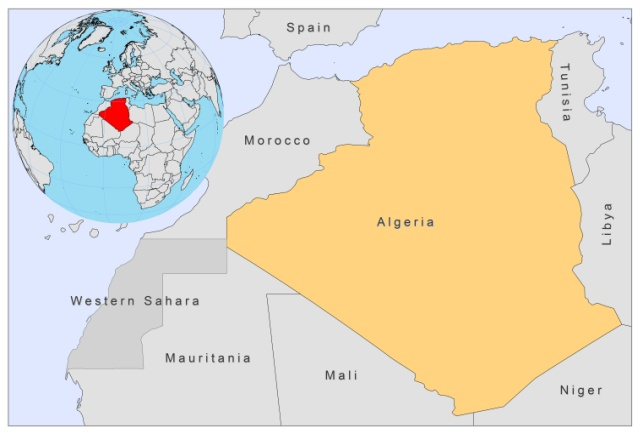 Spain
Tunisia
Morocco
Algeria
Libya
Western Sahara
Mauritania
Mali
Niger